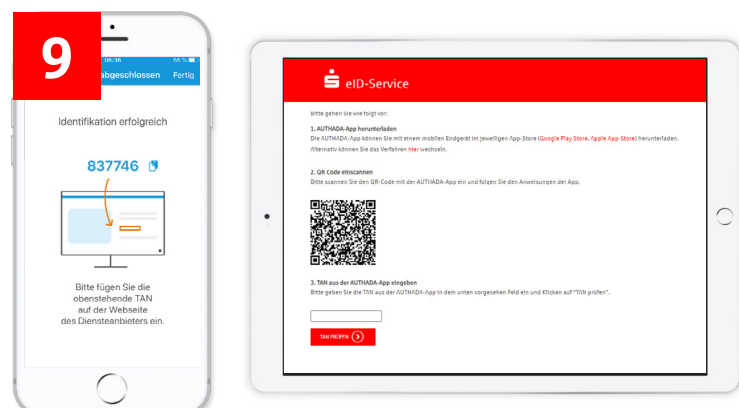 9
06:36
66 %
abgeschlossen
Fertig
Identifikation erfolgreich
837746
Bitte fügen Sie die
obenstehende TAN
auf der Webseite
des Diensteanbieters ein.
eID-Service
Bitte gehen Sie wie folgt vor:
1. AUTHADA-App herunterladen
Die AUTHADA-App können Sie mit einem mobilen Endgerät im jeweiligen App-Store (Google Play Store, Apple App-Store) herunterladen.
Alternativ können Sie das Verfahren hier wechseln.
2. QR Code einscannen
Bitte scannen Sie den QR-Code mit der AUTHADA-App ein und folgen Sie den Anweisungen der App.
3. TAN aus der AUTHADA-App eingeben
Bitte geben Sie die TAN aus der AUTHADA-App in dem unten vorgesehen Feld ein und Klicken auf "TAN prüfen".
TAN PRÜFEN